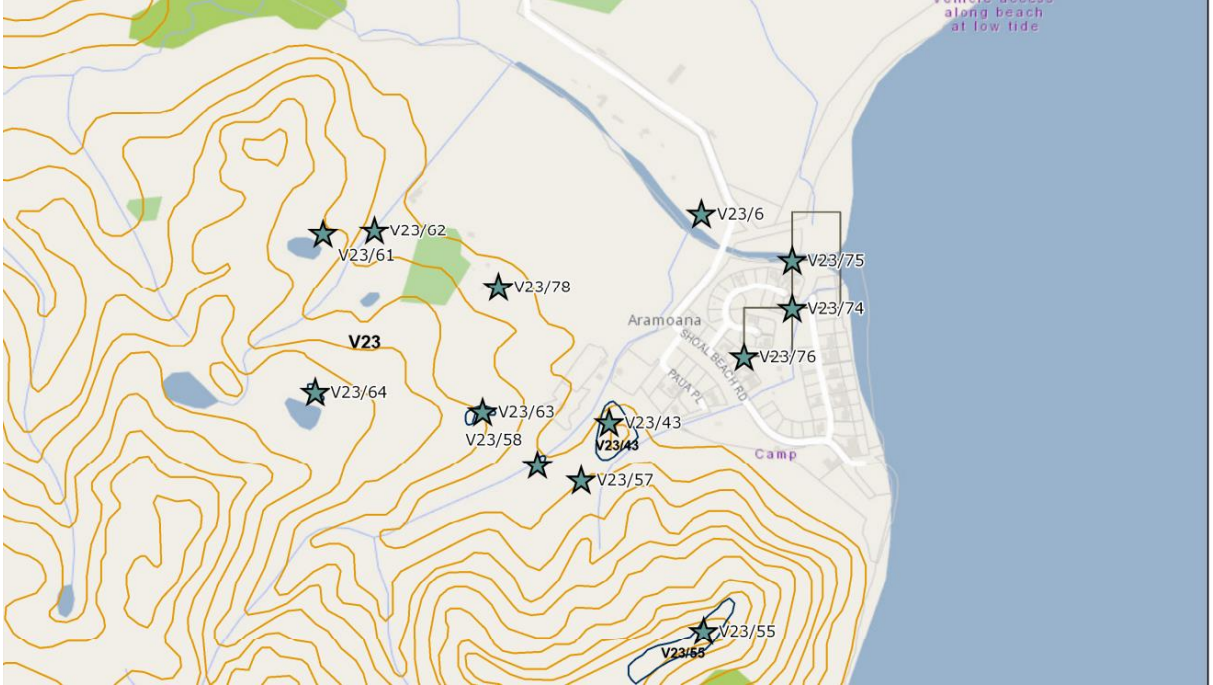 vehicle access
along beach
at low tide
V23/6
V23/62
V23/61
V23/75
V23/78
V23/74
Aramoana
V23
SHOAL BEACH RD
V23/76
PAUA PL
V23/64
V23/63
V23/43
V23/58
V23/43
Camp
V23/57
V23/55
V23/55